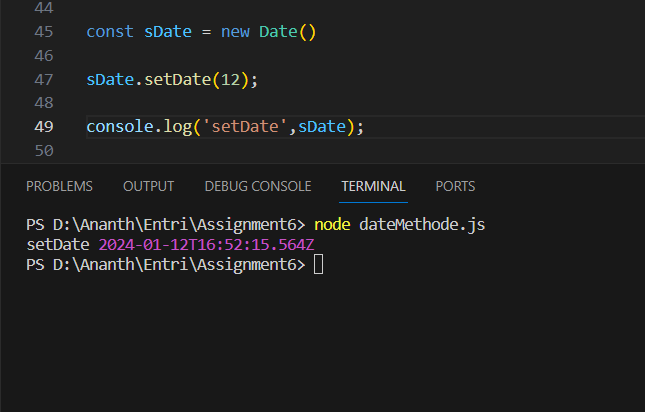 44
45 const sDate = new Date()
46
47 sDate.setDate(12);
48
49 console.log('setDate',sDate);
50
PROBLEMS OUTPUT DEBUG CONSOLE TERMINAL PORTS
PS D:\Ananth\Entri\Assignment6> node dateMethode.js
setDate 2024-01-12T16:52:15.564Z
PS D:\Ananth\Entri\Assignment6>